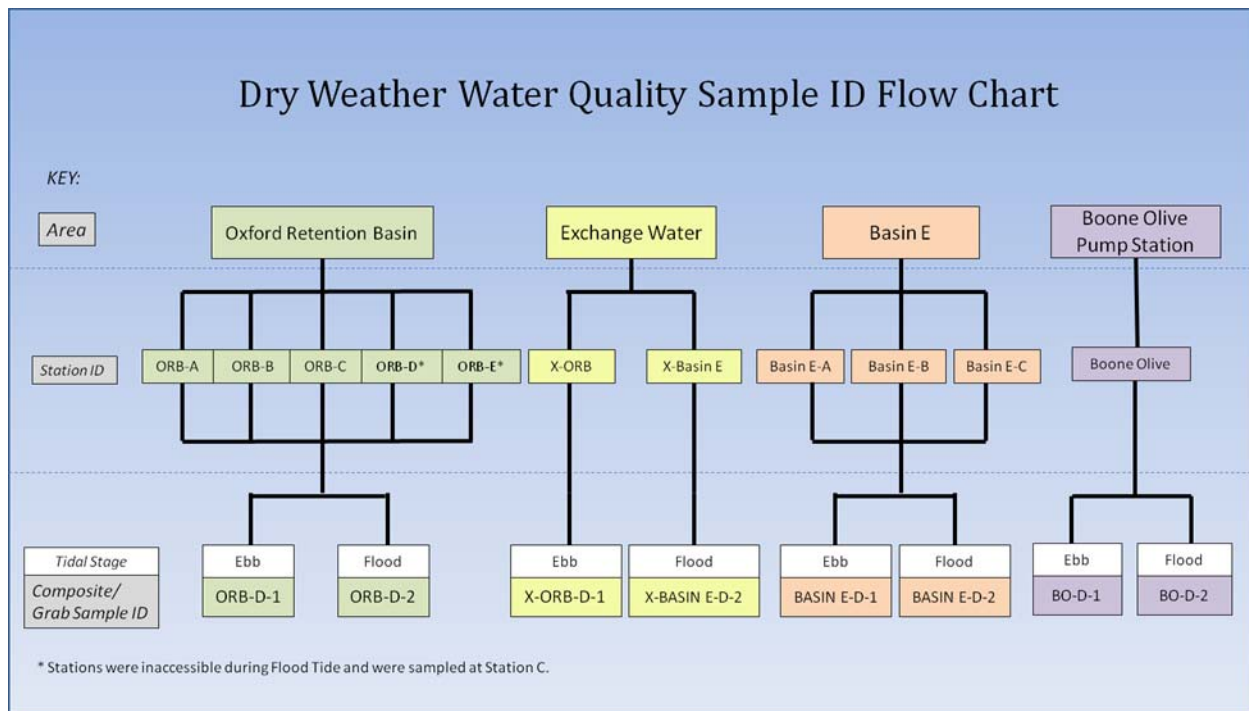 Dry Weather Water Quality Sample ID Flow Chart
KEY:
Area
Oxford Retention Basin
Exchange Water
Basin E
Boone Olive
Pump Station
Station ID
ORB-A
ORB-B
ORB-C
ORB-D*
ORB-E*
X-ORB
X-Basin E
Basin E-A
Basin E-B
Basin E-C
Boone Olive
Tidal Stage
Ebb
Flood
Ebb
Flood
Ebb
Flood
Ebb
Flood
Composite/
Grab Sample ID
ORB-D-1
ORB-D-2
X-ORB-D-1
X-BASIN E-D-2
BASIN E-D-1
BASIN E-D-2
BO-D-1
BO-D-2
* Stations were inaccessible during Flood Tide and were sampled at Station C.